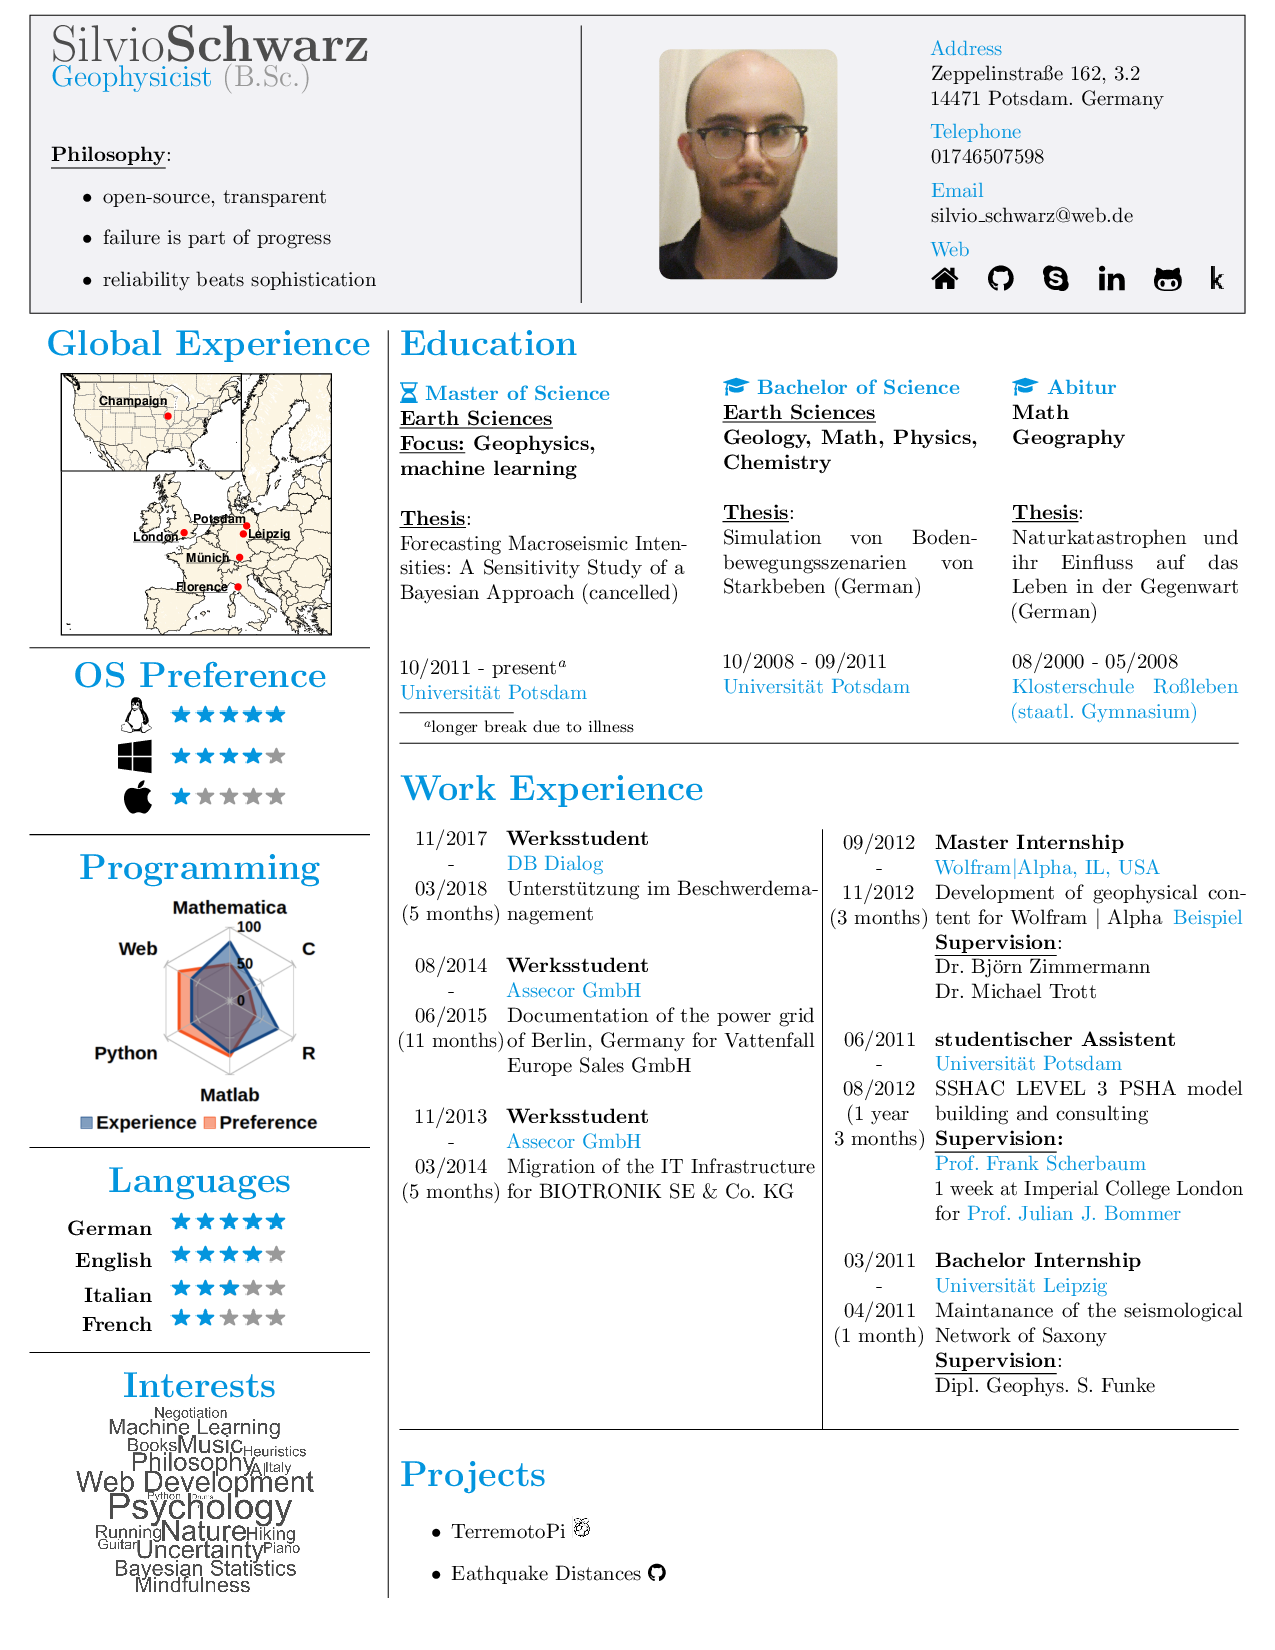 SilvioSchwarz
Geophysicist (B.Sc.)
Philosophy:
• open-source, transparent
• failure is part of progress
• reliability beats sophistication
Address
Zeppelinstraße 162, 3.2
14471 Potsdam. Germany
Telephone
01746507598
Email
silvio_schwarz@web.de
Web
Global Experience
Champaign
Potsdam
London
Leipzig
Münich
Florence
OS Preference
Programming
Mathematica
100
Web
C
50
0
Python
R
Matlab
Experience Preference
Languages
German
English
Italian
French
Interests
Negotiation
Machine Learning
Books Music Heuristics
Philosophy AI Italy
Web Development
Python
Psychology
Running Nature Hiking
Guitar Uncertainty Piano
Bayesian Statistics
Mindfulness
Education
Master of Science
Earth Sciences
Focus: Geophysics,
machine learning
Thesis:
Forecasting Macroseismic Inten-
sities: A Sensitivity Study of a
Bayesian Approach (cancelled)
10/2011 - presentᵃ
Universität Potsdam
ᵃlonger break due to illness
Bachelor of Science
Earth Sciences
Geology, Math, Physics,
Chemistry
Thesis:
Simulation von Boden-
bewegungsszenarien von
Starkbeben (German)
10/2008 - 09/2011
Universität Potsdam
Abitur
Math
Geography
Thesis:
Naturkatastrophen und
ihr Einfluss auf das
Leben in der Gegenwart
(German)
08/2000 - 05/2008
Klosterschule Roßleben
(staatl. Gymnasium)
Work Experience
11/2017 Werksstudent
- DB Dialog
03/2018 Unterstützung im Beschwerdema-
(5 months) nagement
08/2014 Werksstudent
- Assecor GmbH
06/2015 Documentation of the power grid
(11 months) of Berlin, Germany for Vattenfall
Europe Sales GmbH
11/2013 Werksstudent
- Assecor GmbH
03/2014 Migration of the IT Infrastructure
(5 months) for BIOTRONIK SE & Co. KG
09/2012 Master Internship
- Wolfram|Alpha, IL, USA
11/2012 Development of geophysical con-
(3 months) tent for Wolfram | Alpha Beispiel
Supervision:
Dr. Björn Zimmermann
Dr. Michael Trott
06/2011 studentischer Assistent
- Universität Potsdam
08/2012 SSHAC LEVEL 3 PSHA model
(1 year building and consulting
3 months) Supervision:
Prof. Frank Scherbaum
1 week at Imperial College London
for Prof. Julian J. Bommer
03/2011 Bachelor Internship
- Universität Leipzig
04/2011 Maintanance of the seismological
(1 month) Network of Saxony
Supervision:
Dipl. Geophys. S. Funke
Projects
• TerremotoPi
• Eathquake Distances